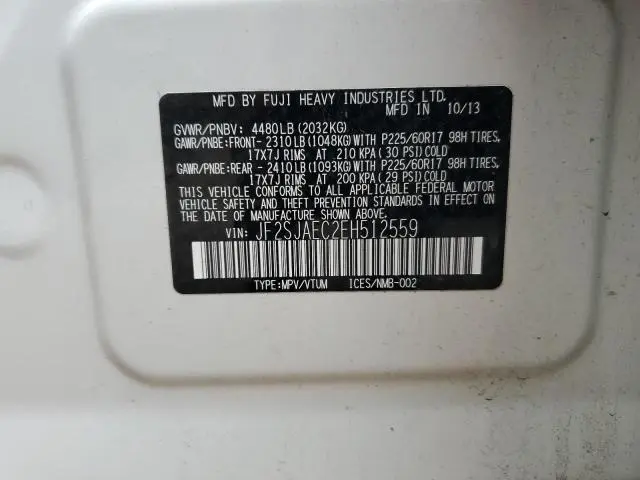 MFD BY FUJI HEAVY INDUSTRIES LTD.
MFD IN 10/13
GVWR/PNBV: 4480LB(2032KG)
GAWR/PNBE:FRONT-2310LB(1048KG)WITH P225/60R17 98H TIRES,
17X7J RIMS AT 210 KPA(30 PSI)COLD
GAWR/PNBE:REAR -2410LB(1093KG)WITH P225/60R17 98H TIRES,
17X7J RIMS AT 200 KPA(29 PSI)COLD
THIS VEHICLE CONFORMS TO ALL APPLICABLE FEDERAL MOTOR
VEHICLE SAFETY AND THEFT PREVENTION STANDARDS IN EFFECT ON
THE DATE OF MANUFACTURE SHOWN ABOVE.
VIN: JF2SJAEC2EH512559
TYPE:MPV/VTUM ICES/NMB-002